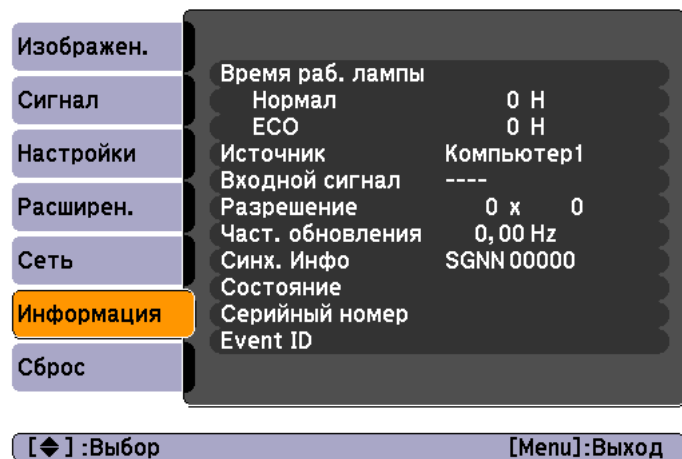 Изображен.
Сигнал
Настройки
Расширен.
Сеть
Информация
Сброс
Время раб. лампы
Нормал 0 H
ECO 0 H
Источник Компьютер1
Входной сигнал ----
Разрешение 0 x 0
Част. обновления 0,00 Hz
Синх. Инфо SGNN 00000
Состояние
Серийный номер
Event ID
[◆] :Выбор [Menu]:Выход